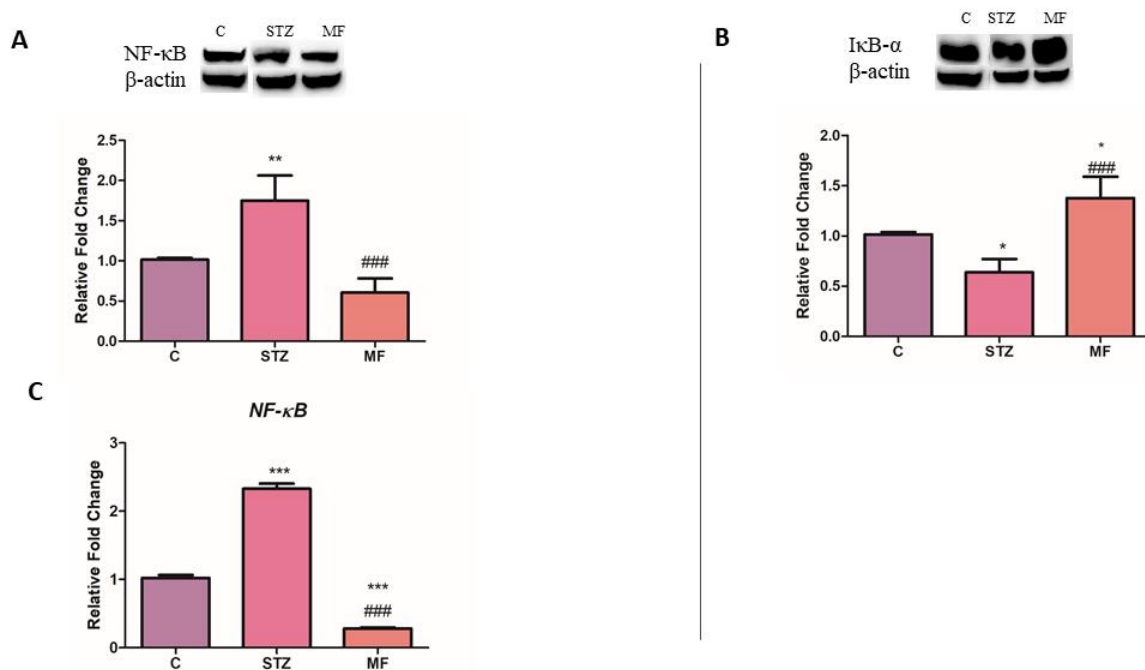 A
C STZ MF
NF-κB
β-actin
Relative Fold Change
2.5
2.0
1.5
1.0
0.5
0.0
**
###
C STZ MF
B
C STZ MF
IκB-α
β-actin
Relative Fold Change
2.0
1.5
1.0
0.5
0.0
*
*
###
C STZ MF
C
NF-κB
Relative Fold Change
3
2
1
0
***
***
###
C STZ MF